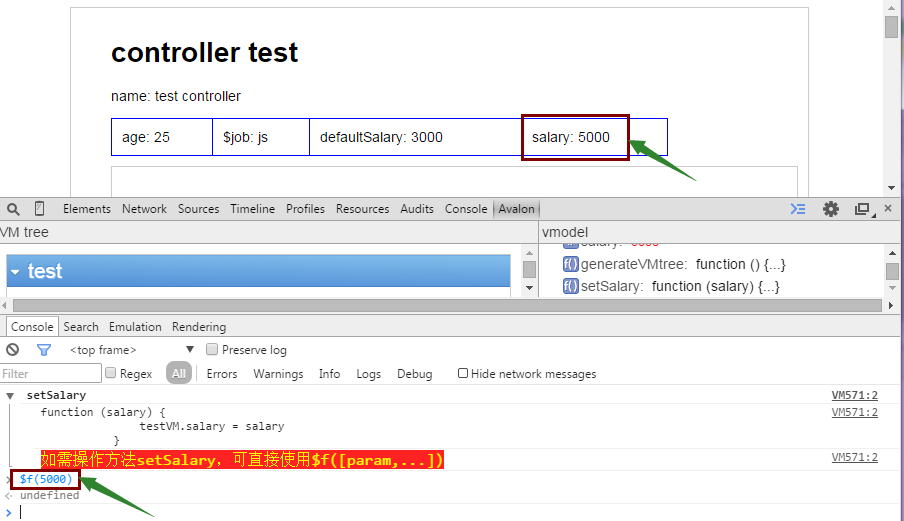 controller test
name: test controller
age: 25 $job: js defaultSalary: 3000 salary: 5000
Elements Network Sources Timeline Profiles Resources Audits Console Avalon
VM tree vmodel
test
f() generateVMtree: function () {...}
f() setSalary: function (salary) {...}
Console Search Emulation Rendering
<top frame> Preserve log
Filter Regex All Errors Warnings Info Logs Debug Hide network messages
setSalary VM571:2
function (salary) { VM571:2
testVM.salary = salary
}
如需操作方法setSalary，可直接使用$f([param,...]) VM571:2
$f(5000)
undefined